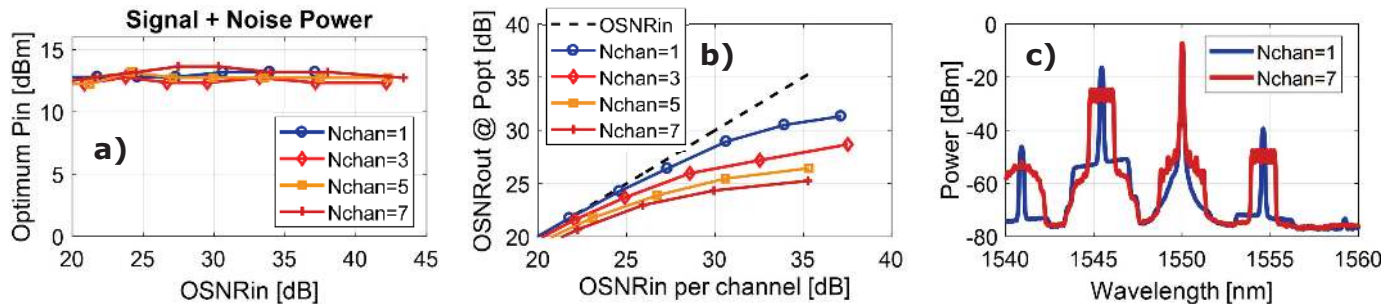 Signal + Noise Power
Optimum Pin [dBm]
15
10
5
0
a)
Nchan=1
Nchan=3
Nchan=5
Nchan=7
20
25
30
35
40
45
OSNRin [dB]
OSNRout @ Popt [dB]
40
35
30
25
20
OSNRin
Nchan=1
Nchan=3
Nchan=5
Nchan=7
b)
20
25
30
35
40
OSNRin per channel [dB]
Power [dBm]
0
-20
-40
-60
-80
c)
Nchan=1
Nchan=7
1540
1545
1550
1555
1560
Wavelength [nm]